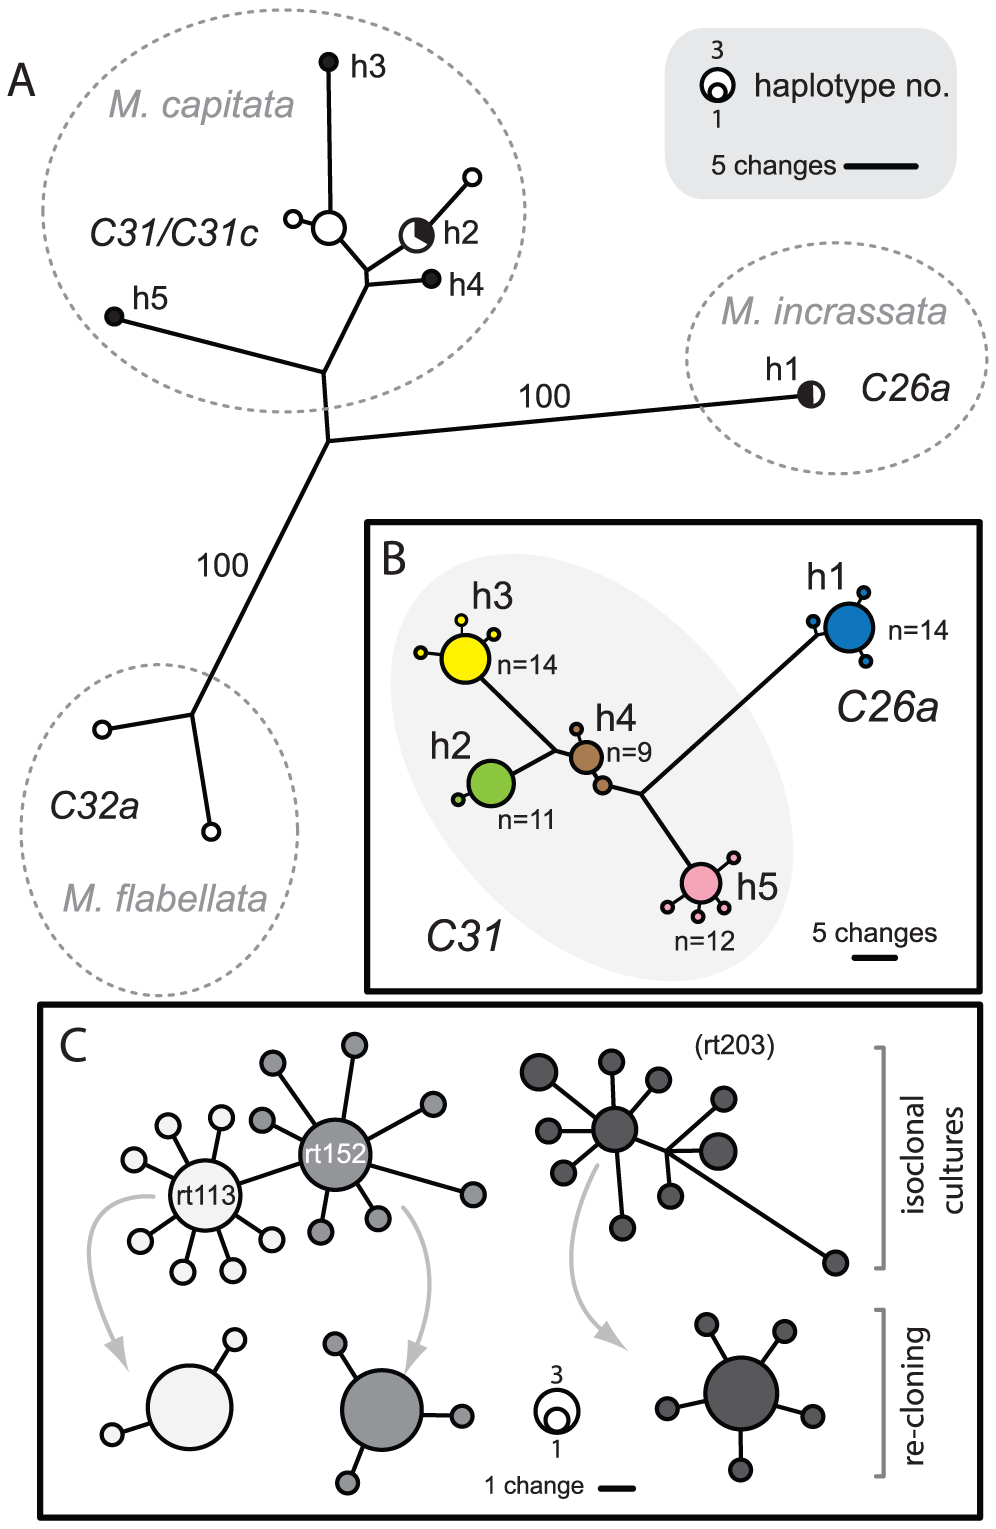 A
h3
M. capitata
C31/C31c
h2
h4
h5
3
haplotype no.
1
5 changes
M. incrassata
h1
C26a
100
100
C32a
M. flabellata
B
h3
n=14
h1
n=14
C26a
h4
n=9
h2
n=11
h5
n=12
C31
5 changes
C
(rt203)
rt152
rt113
isoclonal
cultures
3
1
1 change
re-cloning